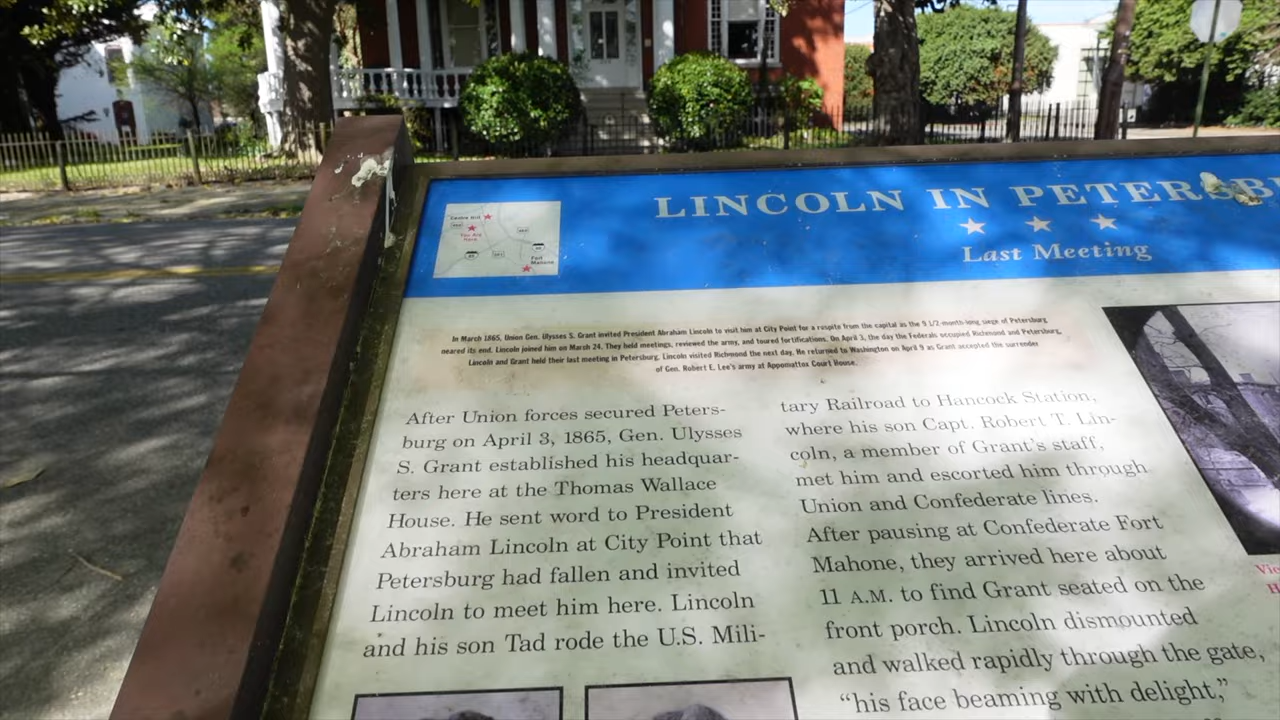 LINCOLN IN PETERSB
Last Meeting
Centre Hill
You Are
Here
Fort
Mahone
In March 1865, Union Gen. Ulysses S. Grant invited President Abraham Lincoln to visit him at City Point for a respite from the capital as the 9 1/2-month-long siege of Petersburg
neared its end. Lincoln joined him on March 24. They held meetings, reviewed the army, and toured fortifications. On April 3, the day the Federals occupied Richmond and Petersburg,
Lincoln and Grant held their last meeting in Petersburg. Lincoln visited Richmond the next day. He returned to Washington on April 9 as Grant accepted the surrender
of Gen. Robert E. Lee's army at Appomattox Court House.
After Union forces secured Peters-
burg on April 3, 1865, Gen. Ulysses
S. Grant established his headquar-
ters here at the Thomas Wallace
House. He sent word to President
Abraham Lincoln at City Point that
Petersburg had fallen and invited
Lincoln to meet him here. Lincoln
and his son Tad rode the U.S. Mili-
tary Railroad to Hancock Station,
where his son Capt. Robert T. Lin-
coln, a member of Grant's staff,
met him and escorted him through
Union and Confederate lines.
After pausing at Confederate Fort
Mahone, they arrived here about
11 A.M. to find Grant seated on the
front porch. Lincoln dismounted
and walked rapidly through the gate,
“his face beaming with delight,”